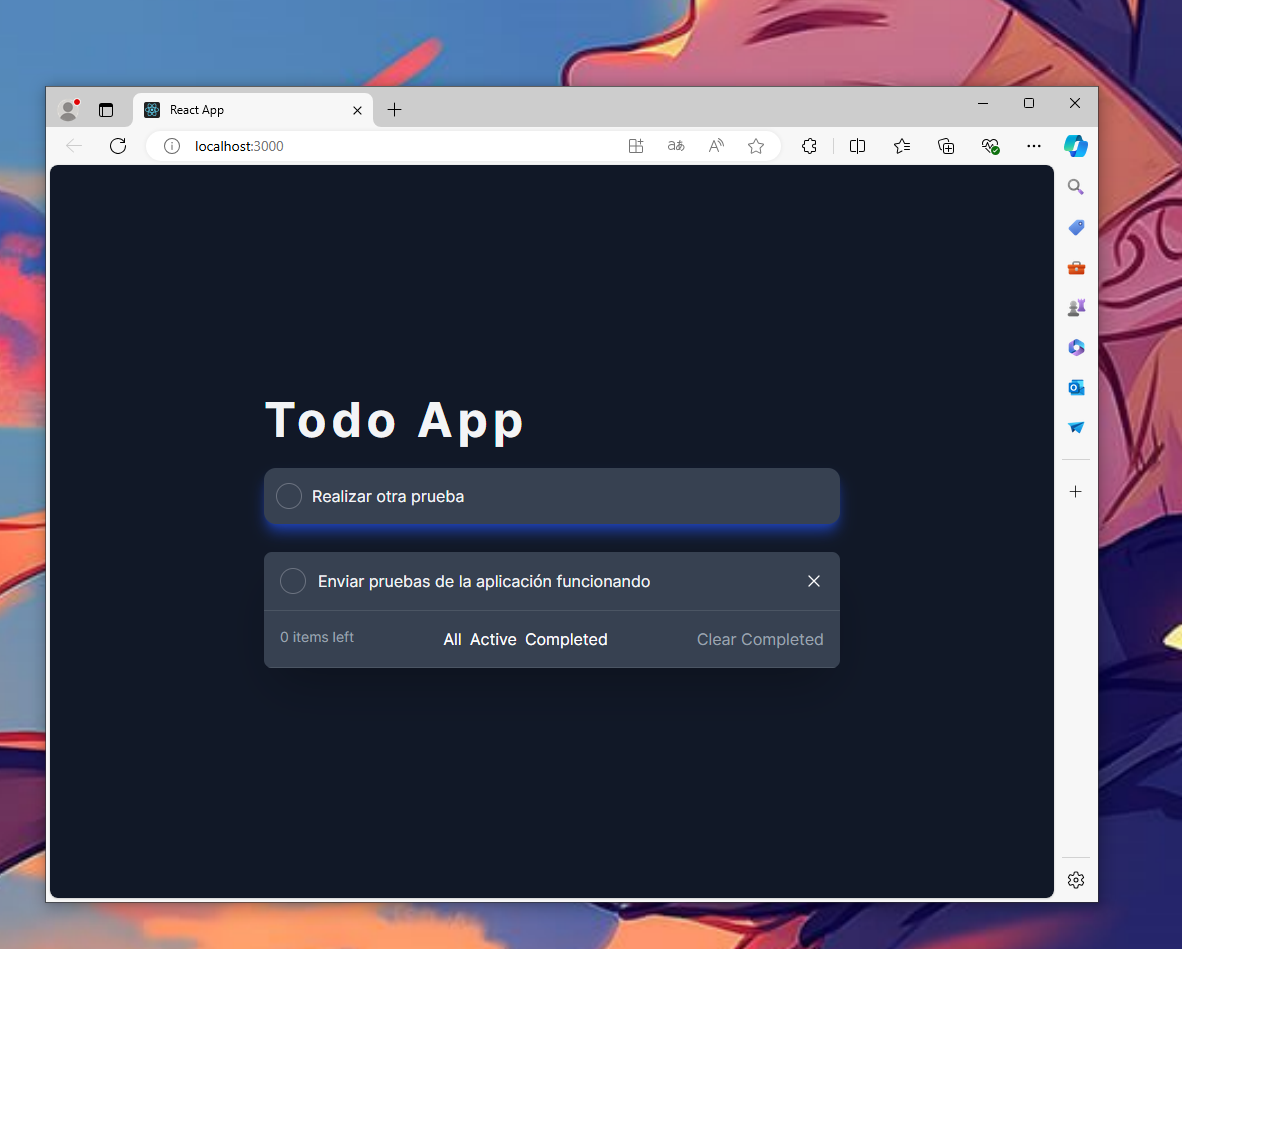 React App
localhost:3000
Todo App
Realizar otra prueba
Enviar pruebas de la aplicación funcionando
0 items left All Active Completed Clear Completed